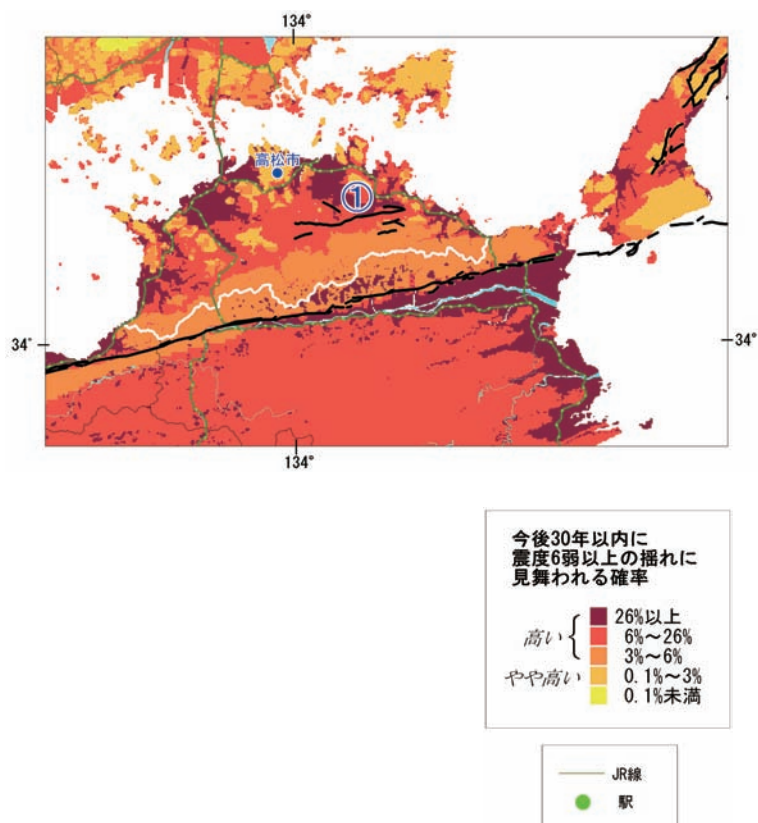 134°
高松市
①
34°
34°
134°
今後30年以内に
震度6弱以上の揺れに
見舞われる確率
高い
26%以上
6%～26%
3%～6%
やや高い
0.1%～3%
0.1%未満
JR線
駅